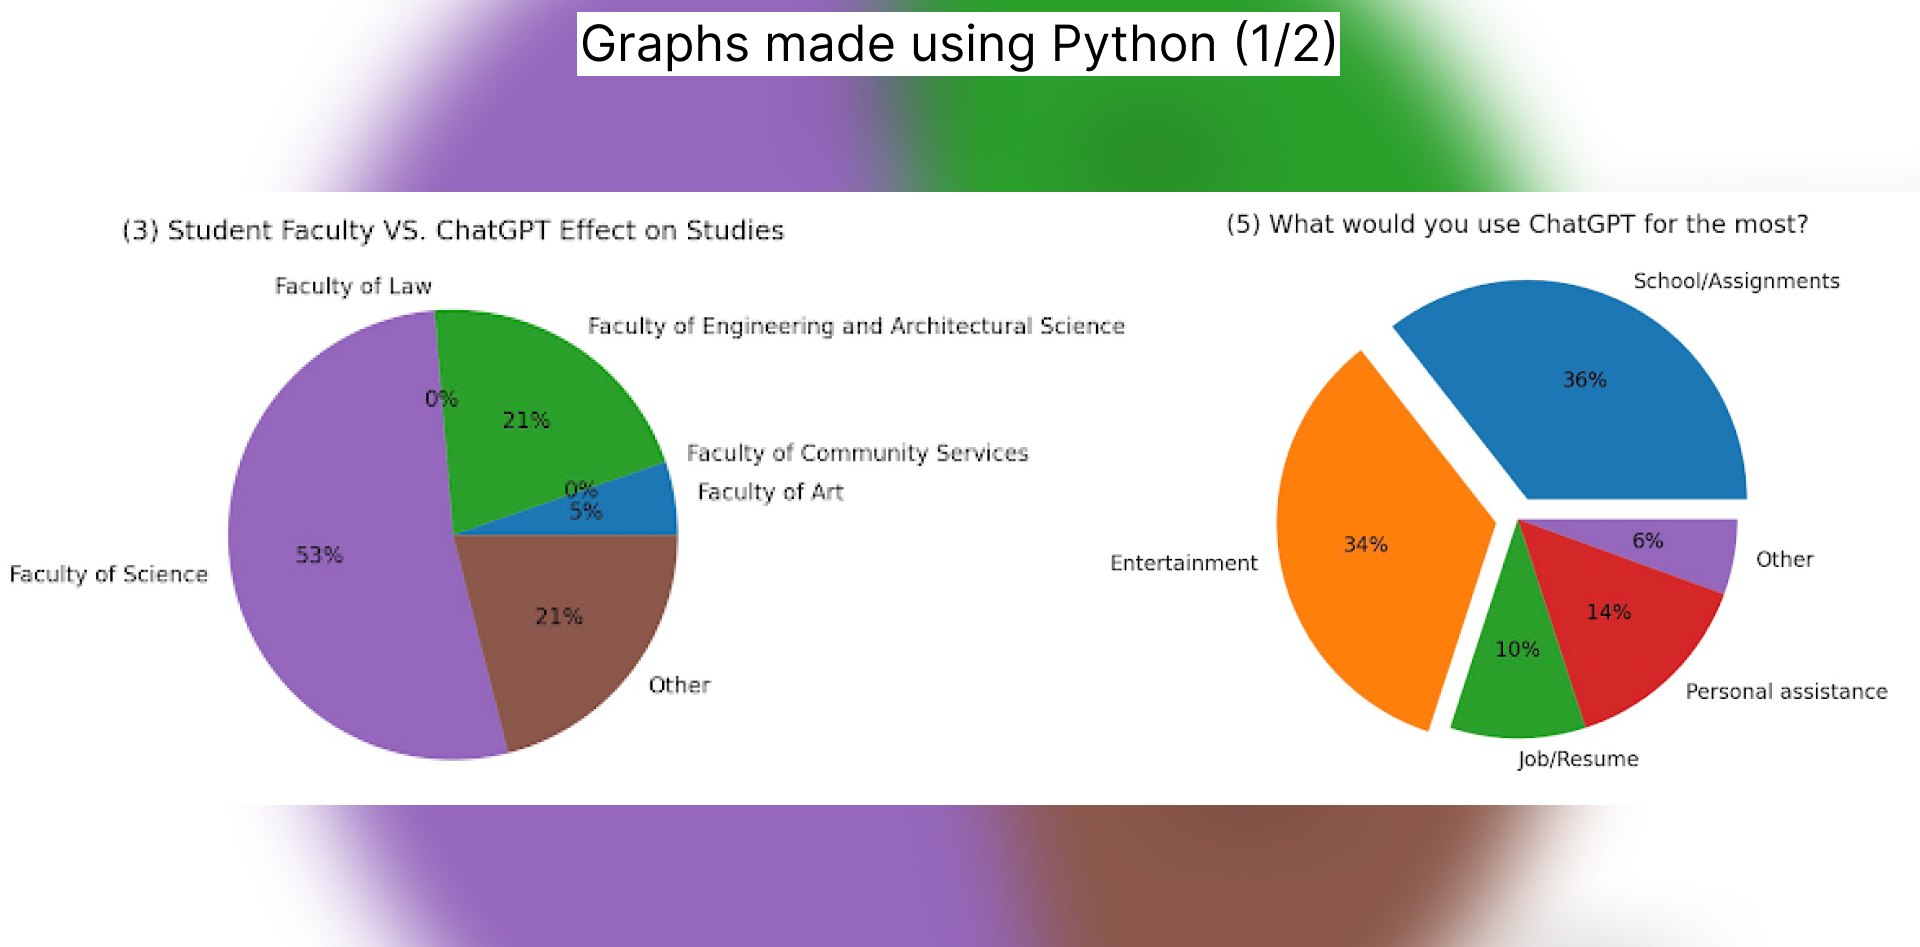 Graphs made using Python (1/2)
(3) Student Faculty VS. ChatGPT Effect on Studies
Faculty of Law
Faculty of Engineering and Architectural Science
0%
21%
Faculty of Community Services
0%
Faculty of Art
5%
53%
Faculty of Science
21%
Other
(5) What would you use ChatGPT for the most?
School/Assignments
36%
34%
Entertainment
6%
Other
14%
10%
Personal assistance
Job/Resume